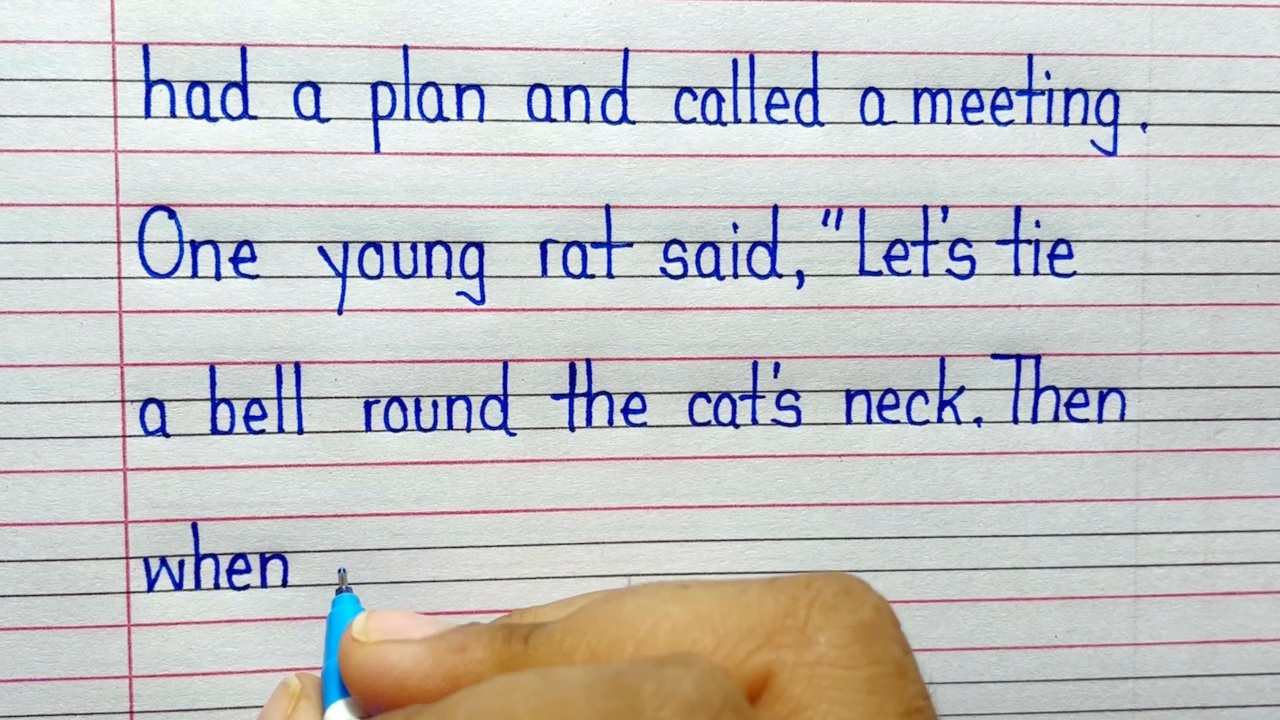 had a plan and called a meeting.
One young rat said, "Let's tie
a bell round the cat's neck. Then
when